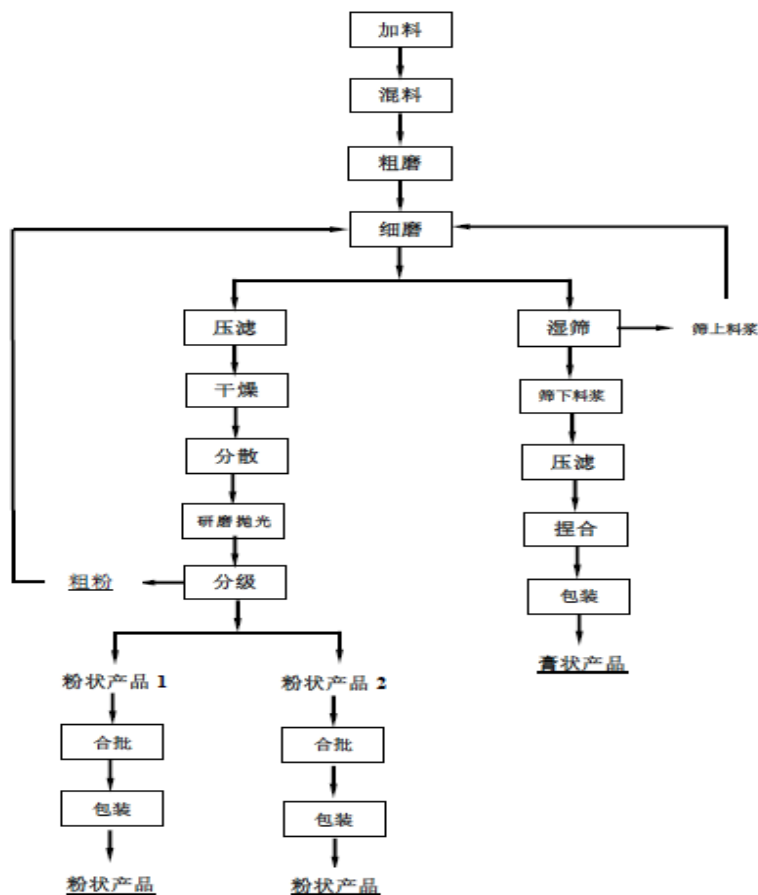 加料
混料
粗磨
细磨
压滤
湿筛
筛上料浆
干燥
筛下料浆
分散
压滤
研磨抛光
捏合
粗粉
分级
包装
膏状产品
粉状产品 1
粉状产品 2
合批
合批
包装
包装
粉状产品
粉状产品